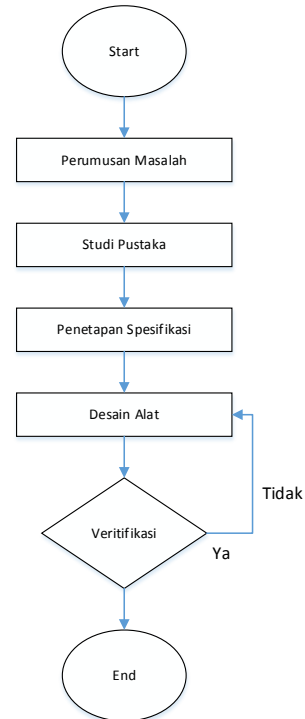 Start
Perumusan Masalah
Studi Pustaka
Penetapan Spesifikasi
Desain Alat
Tidak
Veritifikasi
Ya
End